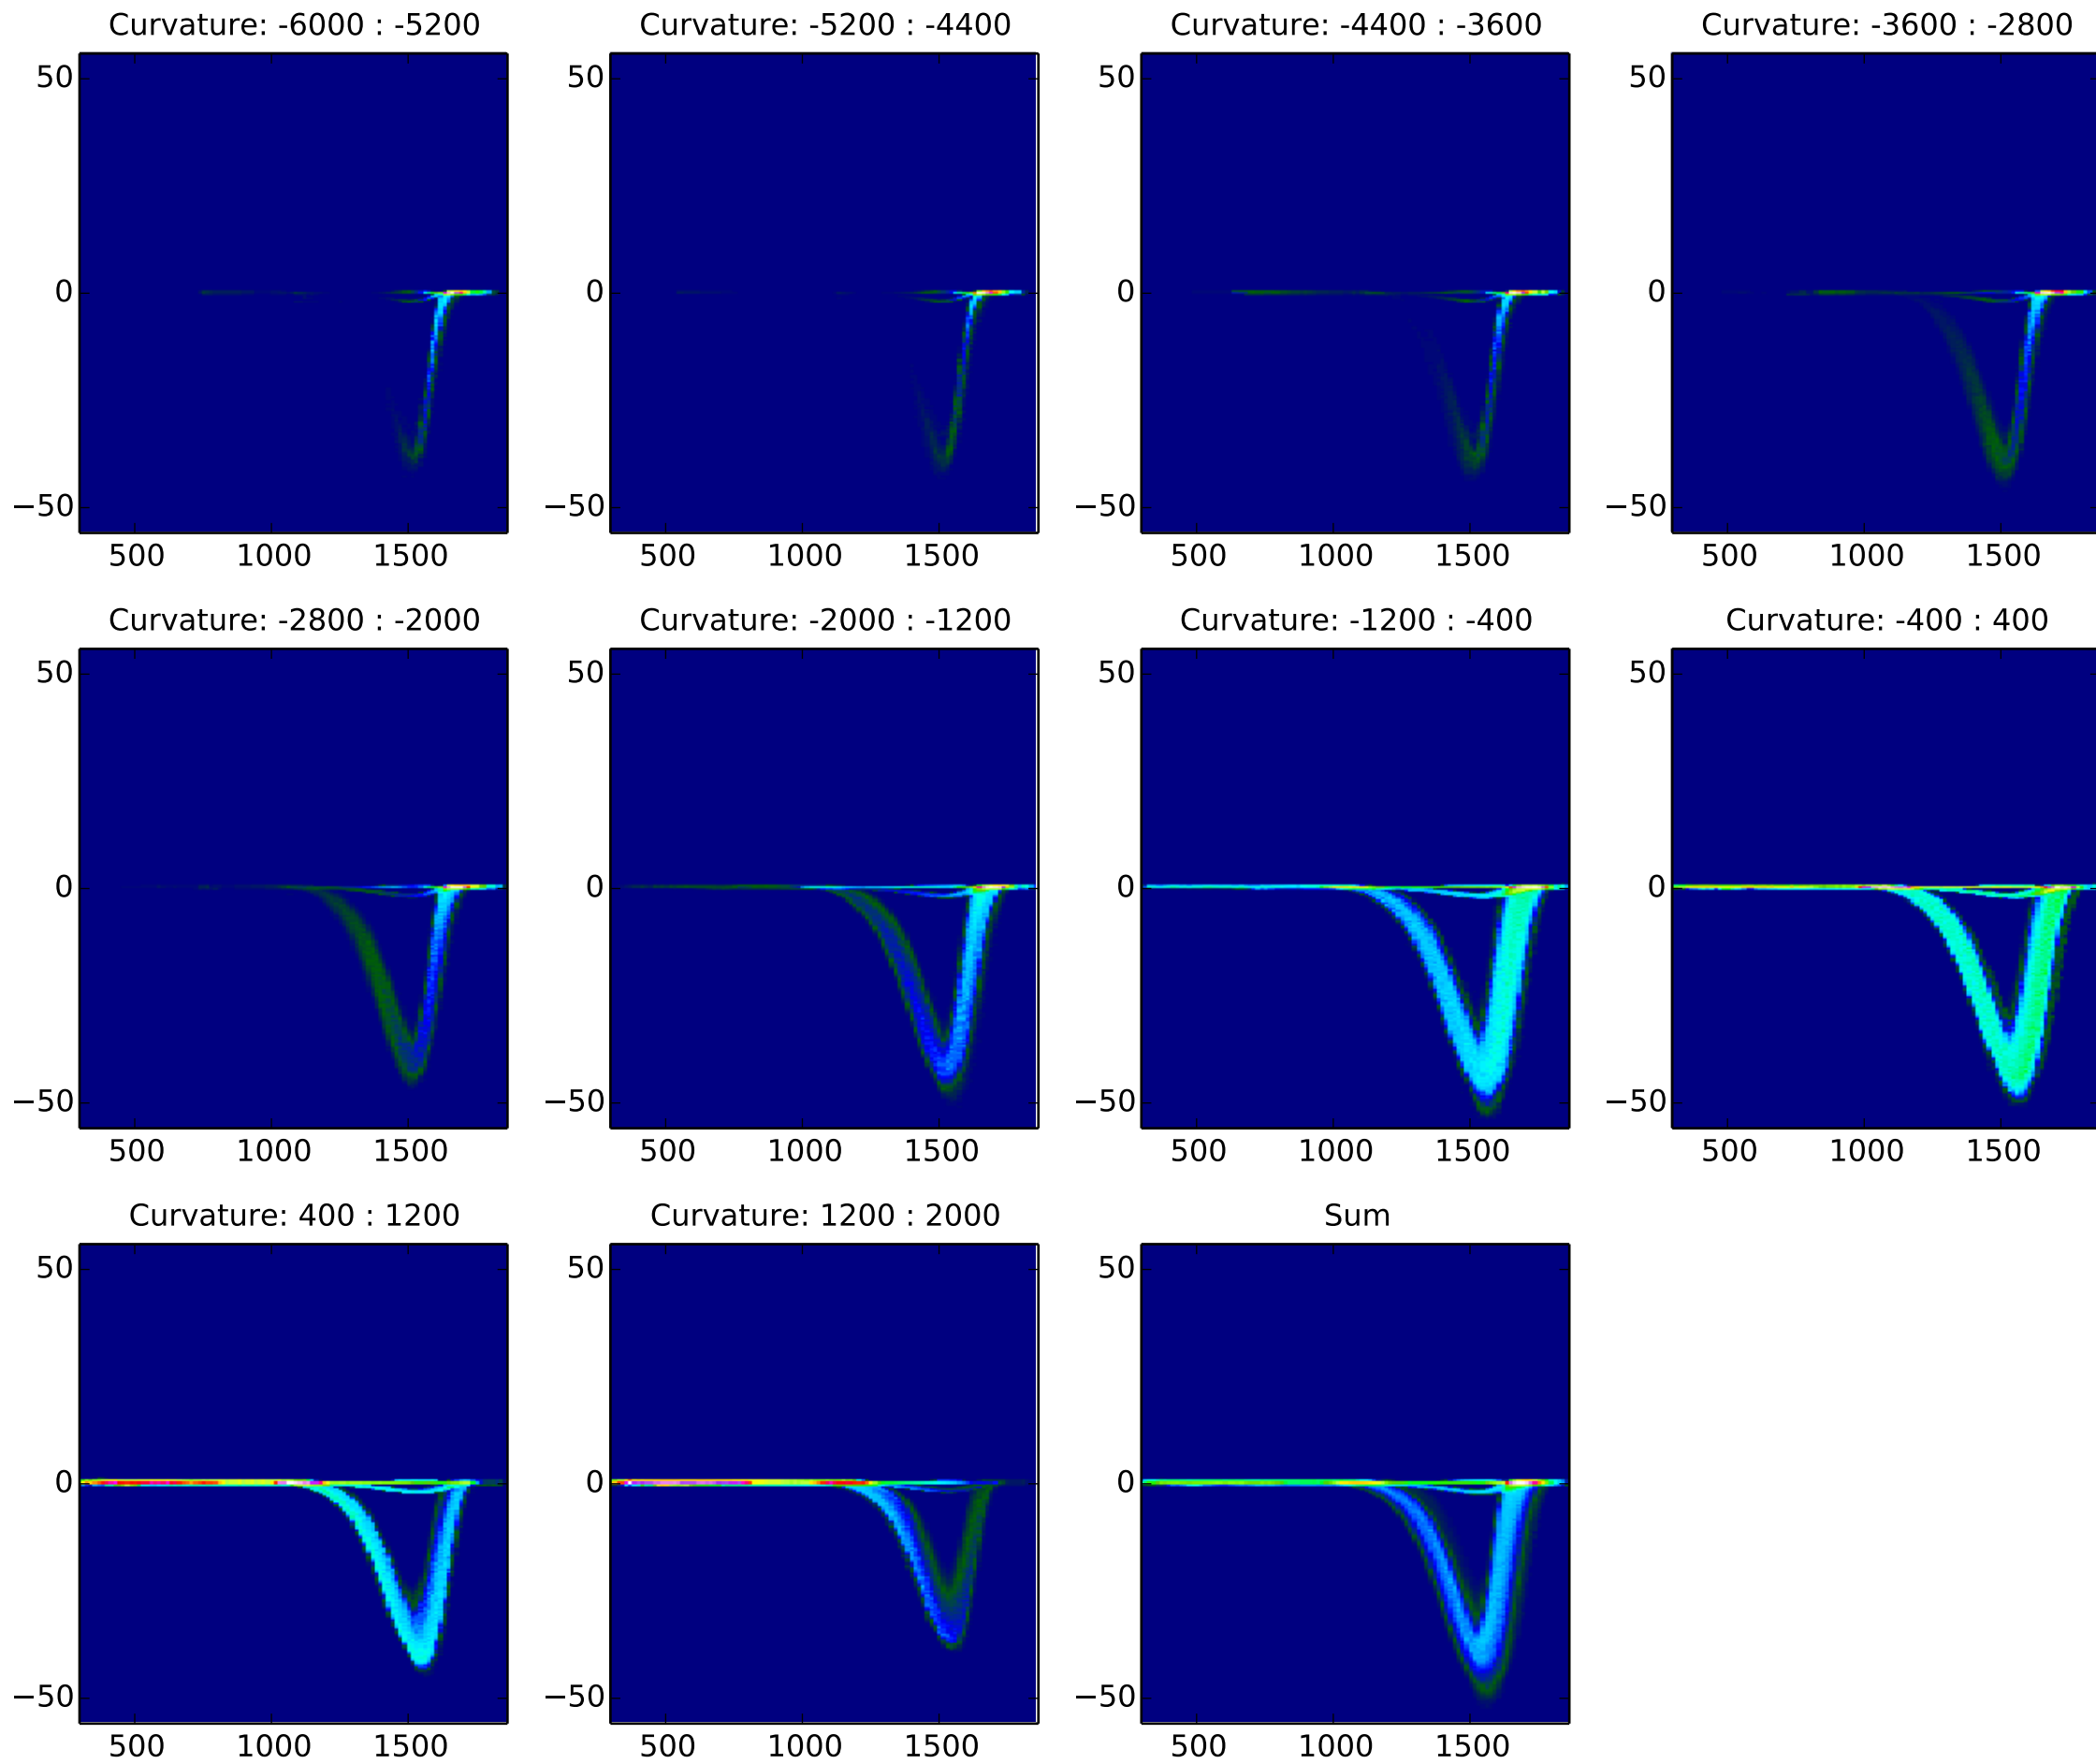 Curvature: -6000 : -5200
Curvature: -5200 : -4400
Curvature: -4400 : -3600
Curvature: -3600 : -2800
50 50 50 50
0 0 0 0
−50 −50 −50 −50
500 1000 1500 500 1000 1500 500 1000 1500 500 1000 1500
Curvature: -2800 : -2000
Curvature: -2000 : -1200
Curvature: -1200 : -400
Curvature: -400 : 400
50 50 50 50
0 0 0 0
−50 −50 −50 −50
500 1000 1500 500 1000 1500 500 1000 1500 500 1000 1500
Curvature: 400 : 1200
Curvature: 1200 : 2000
Sum
50 50 50
0 0 0
−50 −50 −50
500 1000 1500 500 1000 1500 500 1000 1500